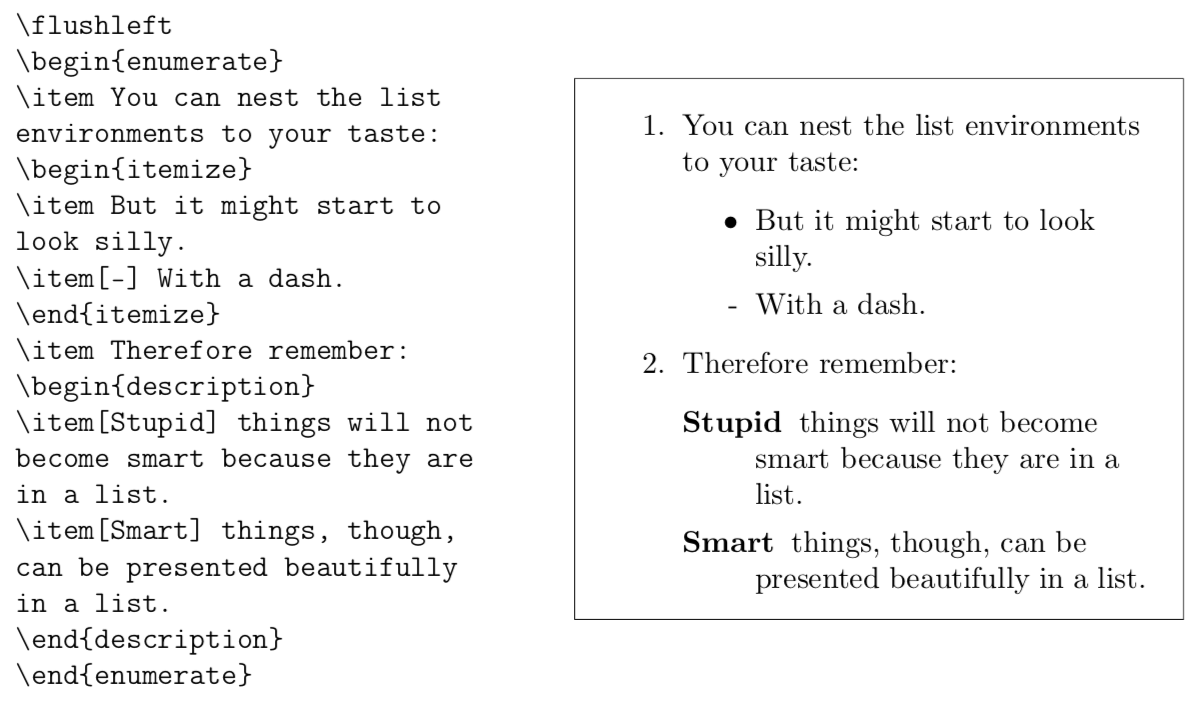 \flushleft
\begin{enumerate}
\item You can nest the list
environments to your taste:
\begin{itemize}
\item But it might start to
look silly.
\item[-] With a dash.
\end{itemize}
\item Therefore remember:
\begin{description}
\item[Stupid] things will not
become smart because they are
in a list.
\item[Smart] things, though,
can be presented beautifully
in a list.
\end{description}
\end{enumerate}
1. You can nest the list environments
to your taste:
• But it might start to look
silly.
- With a dash.
2. Therefore remember:
Stupid things will not become
smart because they are in a
list.
Smart things, though, can be
presented beautifully in a list.